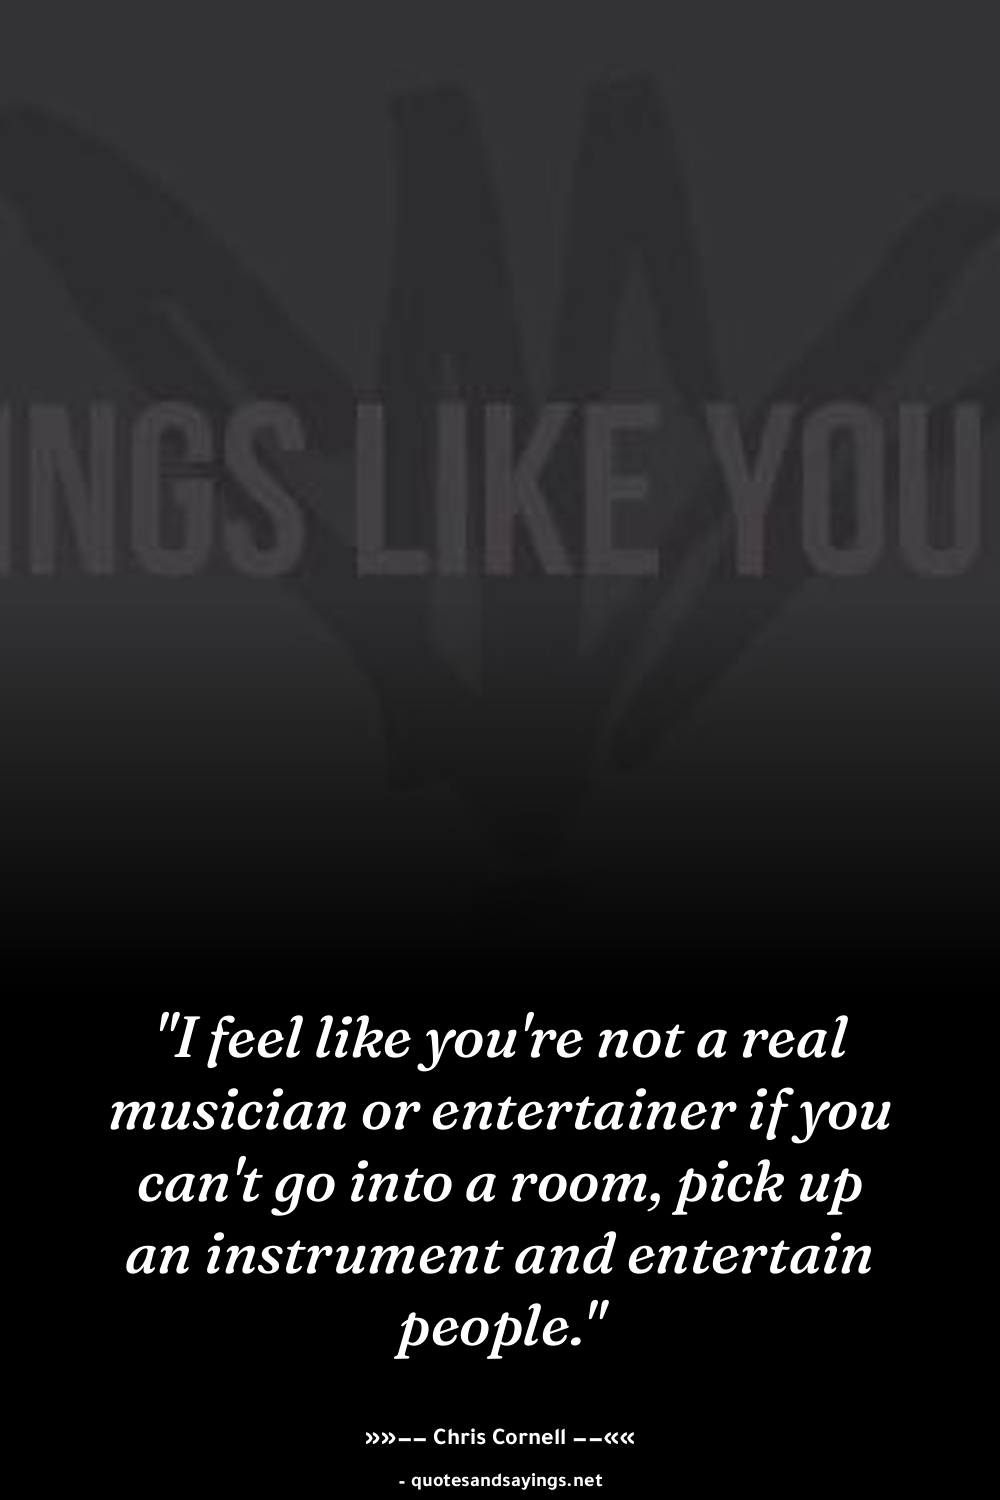 INGS LIKE YOU
"I feel like you're not a real
musician or entertainer if you
can't go into a room, pick up
an instrument and entertain
people."
»»−− Chris Cornell −−««
- quotesandsayings.net